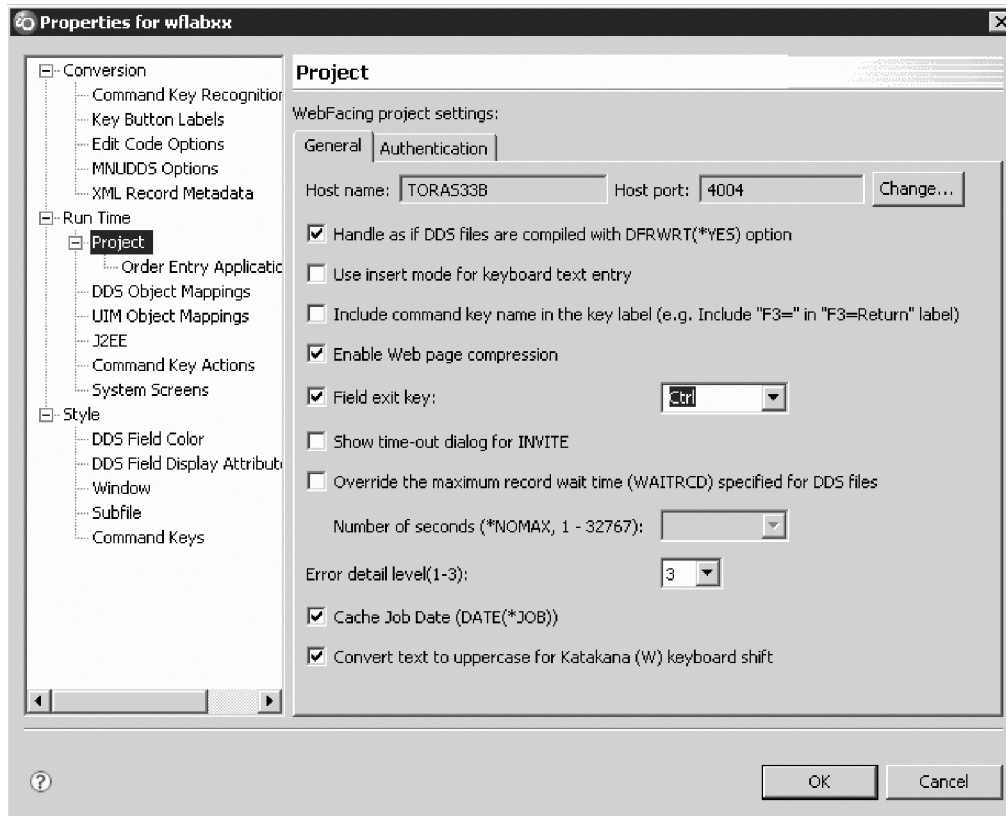 Properties for wflabxx
Conversion
Command Key Recognition
Key Button Labels
Edit Code Options
MNUDDS Options
XML Record Metadata
Run Time
Project
Order Entry Applicatic
DDS Object Mappings
UIM Object Mappings
J2EE
Command Key Actions
System Screens
Style
DDS Field Color
DDS Field Display Attribut
Window
Subfile
Command Keys
Project
WebFacing project settings:
General Authentication
Host name: TORAS33B Host port: 4004 Change...
Handle as if DDS files are compiled with DFRWRT(*YES) option
Use insert mode for keyboard text entry
Include command key name in the key label (e.g. Include "F3=" in "F3=Return" label)
Enable Web page compression
Field exit key: Ctrl
Show time-out dialog for INVITE
Override the maximum record wait time (WAITRCD) specified for DDS files
Number of seconds (*NOMAX, 1 - 32767):
Error detail level(1-3): 3
Cache Job Date (DATE(*JOB))
Convert text to uppercase for Katakana (W) keyboard shift
? OK Cancel